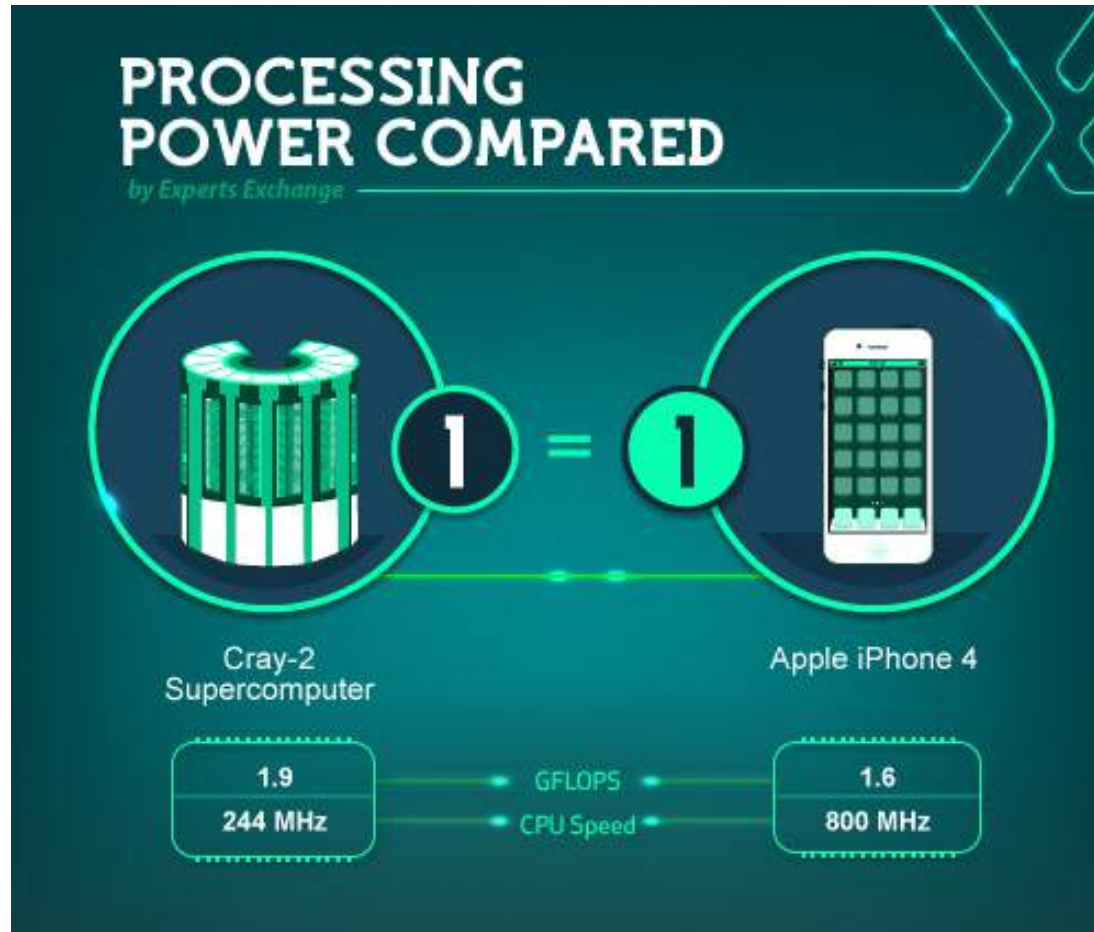 PROCESSING
POWER COMPARED
by Experts Exchange
1 = 1
Cray-2
Supercomputer
Apple iPhone 4
1.9 GFLOPS 1.6
244 MHz CPU Speed 800 MHz